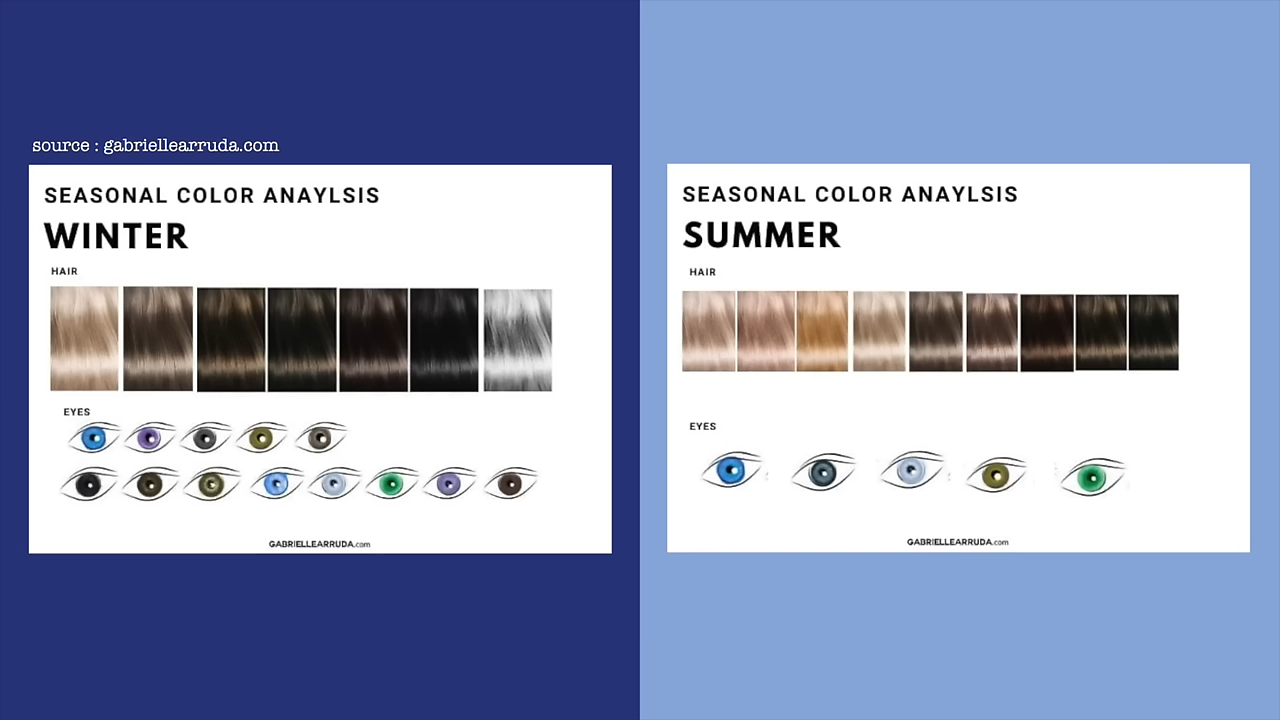 source : gabriellearruda.com
SEASONAL COLOR ANAYLSIS
WINTER
HAIR
EYES
GABRIELLEARRUDA.com
SEASONAL COLOR ANAYLSIS
SUMMER
HAIR
EYES
GABRIELLEARRUDA.com